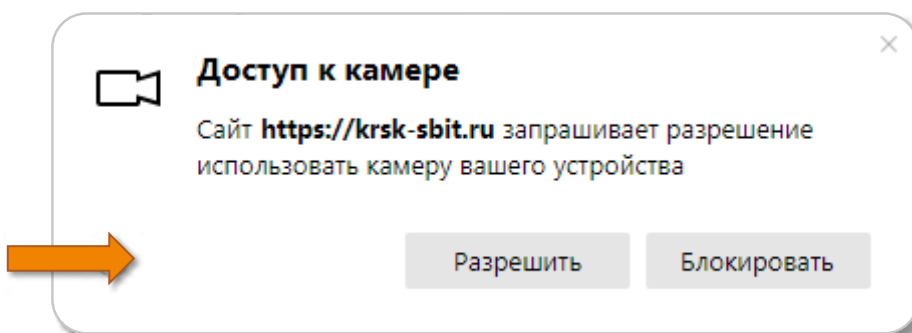 Доступ к камере
Сайт https://krsk-sbit.ru запрашивает разрешение
использовать камеру вашего устройства
Разрешить Блокировать